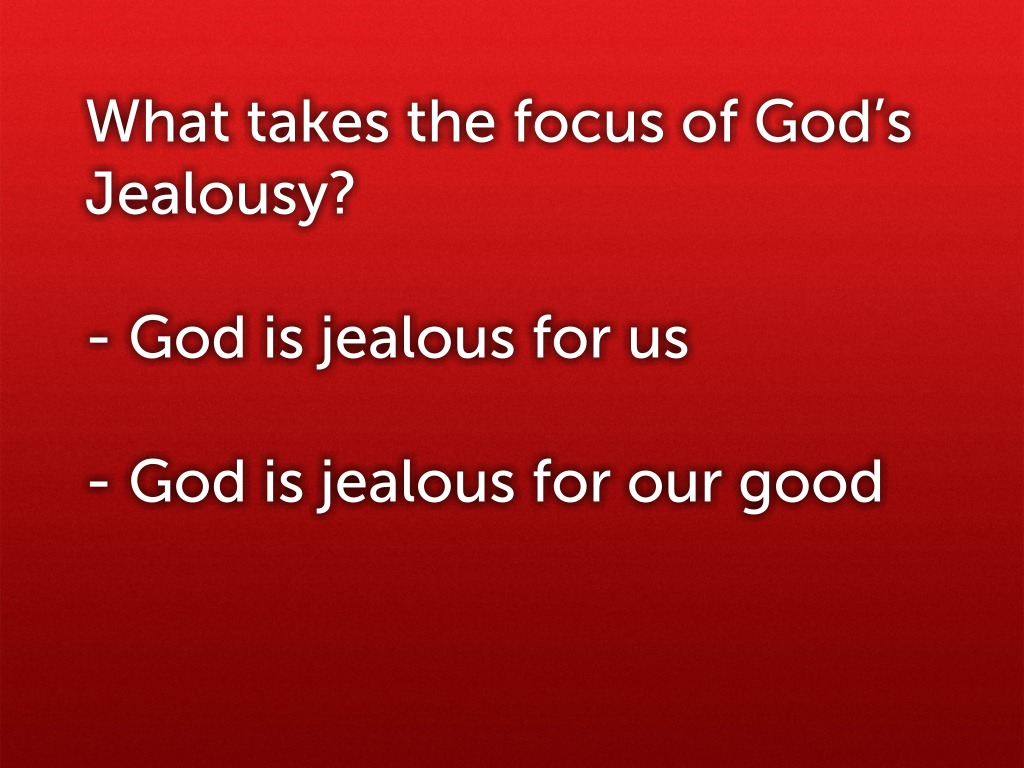 What takes the focus of God’s
Jealousy?
- God is jealous for us
- God is jealous for our good